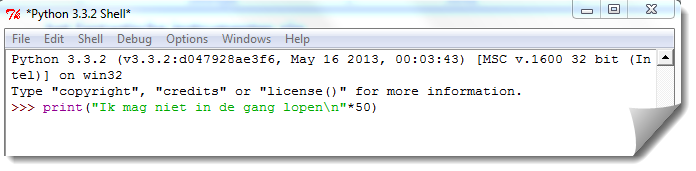 *Python 3.3.2 Shell*
File Edit Shell Debug Options Windows Help
Python 3.3.2 (v3.3.2:d047928ae3f6, May 16 2013, 00:03:43) [MSC v.1600 32 bit (In
tel)] on win32
Type "copyright", "credits" or "license()" for more information.
>>> print("Ik mag niet in de gang lopen\n"*50)